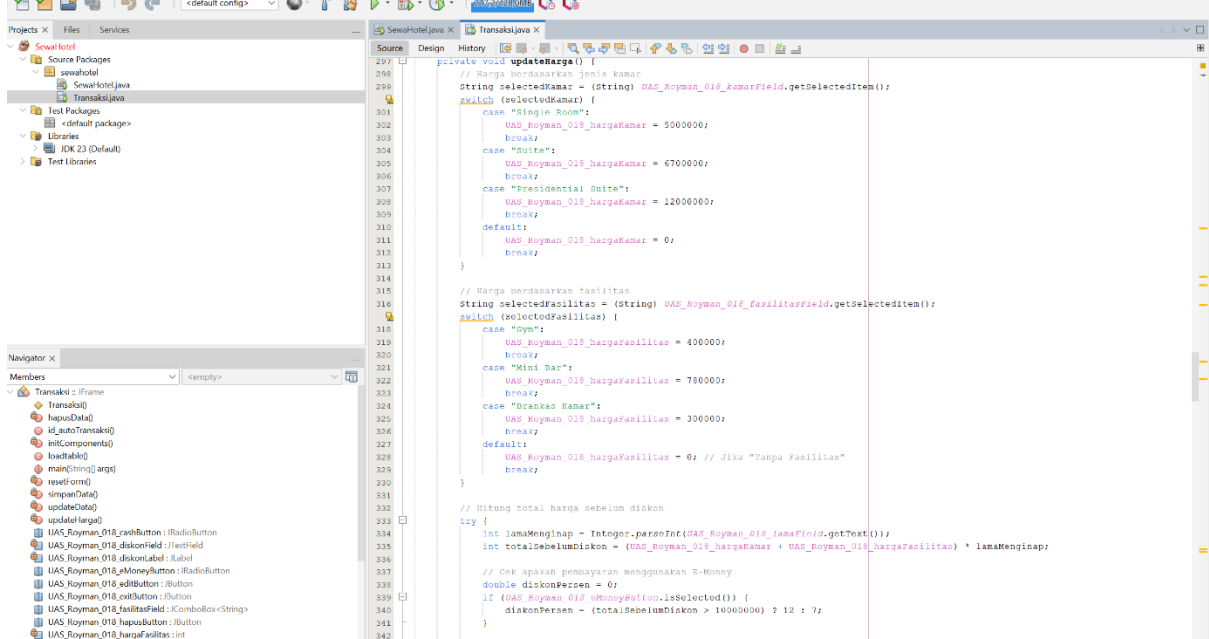 <default config>
Projects × Files Services
SewaHotel
Source Packages
sewahotel
SewaHotel.java
Transaksi.java
Test Packages
<default package>
Libraries
JDK 23 (Default)
Test Libraries
Navigator ×
Members <empty>
Transaksi :: JFrame
Transaksi()
hapusData()
id_autoTransaksi()
initComponents()
loadtable()
main(String[] args)
resetForm()
simpanData()
updateData()
updateHarga()
UAS_Royman_018_cashButton : JRadioButton
UAS_Royman_018_diskonField : JTextField
UAS_Royman_018_diskonLabel : JLabel
UAS_Royman_018_eMoneyButton : JRadioButton
UAS_Royman_018_editButton : JButton
UAS_Royman_018_exitButton : JButton
UAS_Royman_018_fasilitasField : JComboBox<String>
UAS_Royman_018_hapusButton : JButton
UAS_Royman_018_hargaFasilitas : int
SewaHotel.java × Transaksi.java ×
Source Design History
297 private void updateHarga() {
298 // Harga berdasarkan jenis kamar
299 String selectedKamar = (String) UAS_Royman_018_kamarField.getSelectedItem();
switch (selectedKamar) {
301 case "Single Room":
302 UAS_Royman_018_hargaKamar = 5000000;
303 break;
304 case "Suite":
305 UAS_Royman_018_hargaKamar = 6700000;
306 break;
307 case "Presidential Suite":
308 UAS_Royman_018_hargaKamar = 12000000;
309 break;
310 default:
311 UAS_Royman_018_hargaKamar = 0;
312 break;
313 }
314
315 // Harga berdasarkan fasilitas
316 String selectedFasilitas = (String) UAS_Royman_018_fasilitasField.getSelectedItem();
switch (selectedFasilitas) {
318 case "Gym":
319 UAS_Royman_018_hargaFasilitas = 400000;
320 break;
321 case "Mini Bar":
322 UAS_Royman_018_hargaFasilitas = 780000;
323 break;
324 case "Brankas Kamar":
325 UAS_Royman_018_hargaFasilitas = 300000;
326 break;
327 default:
328 UAS_Royman_018_hargaFasilitas = 0; // Jika "Tanpa Fasilitas"
329 break;
330 }
331
332 // Hitung total harga sebelum diskon
333 try {
334 int lamaMenginap = Integer.parseInt(UAS_Royman_018_lamaField.getText());
335 int totalSebelumDiskon = (UAS_Royman_018_hargaKamar + UAS_Royman_018_hargaFasilitas) * lamaMenginap;
336
337 // Cek apakah pembayaran menggunakan E-Money
338 double diskonPersen = 0;
339 if (UAS_Royman_018_eMoneyButton.isSelected()) {
340 diskonPersen = (totalSebelumDiskon > 10000000) ? 12 : 7;
341 }
342